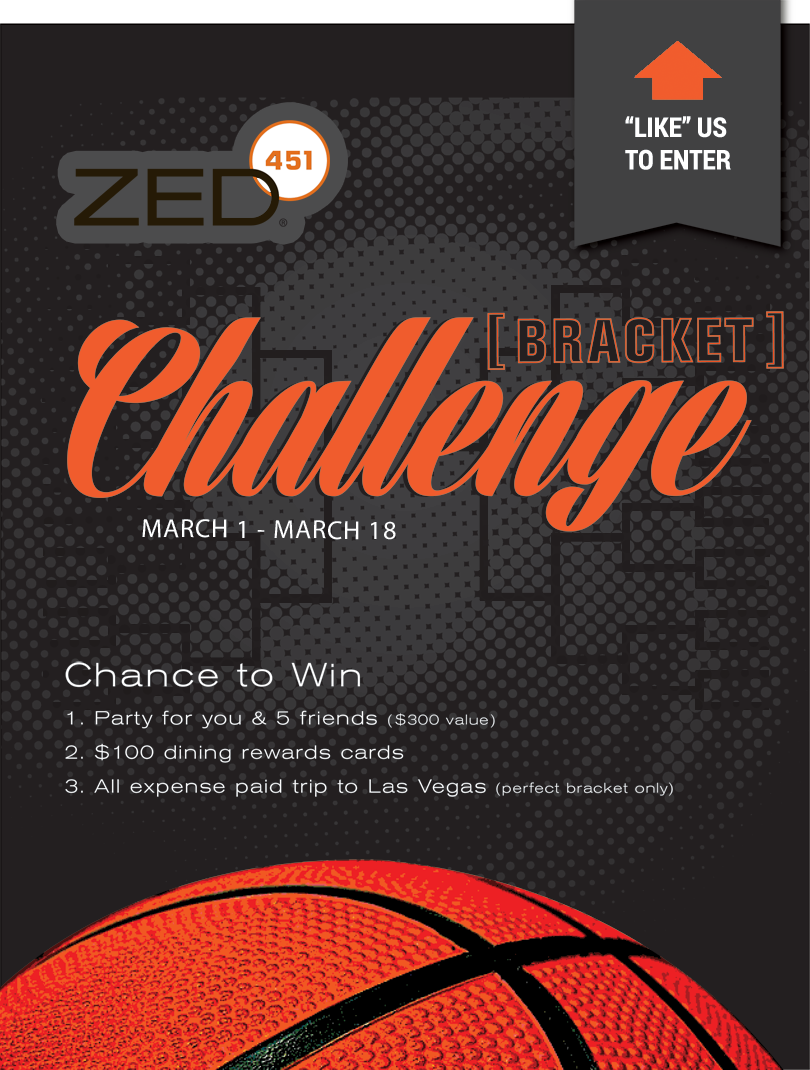 “LIKE” US
TO ENTER
451
ZED®
[ BRACKET ]
Challenge
MARCH 1 - MARCH 18
Chance to Win
1. Party for you & 5 friends ($300 value)
2. $100 dining rewards cards
3. All expense paid trip to Las Vegas (perfect bracket only)